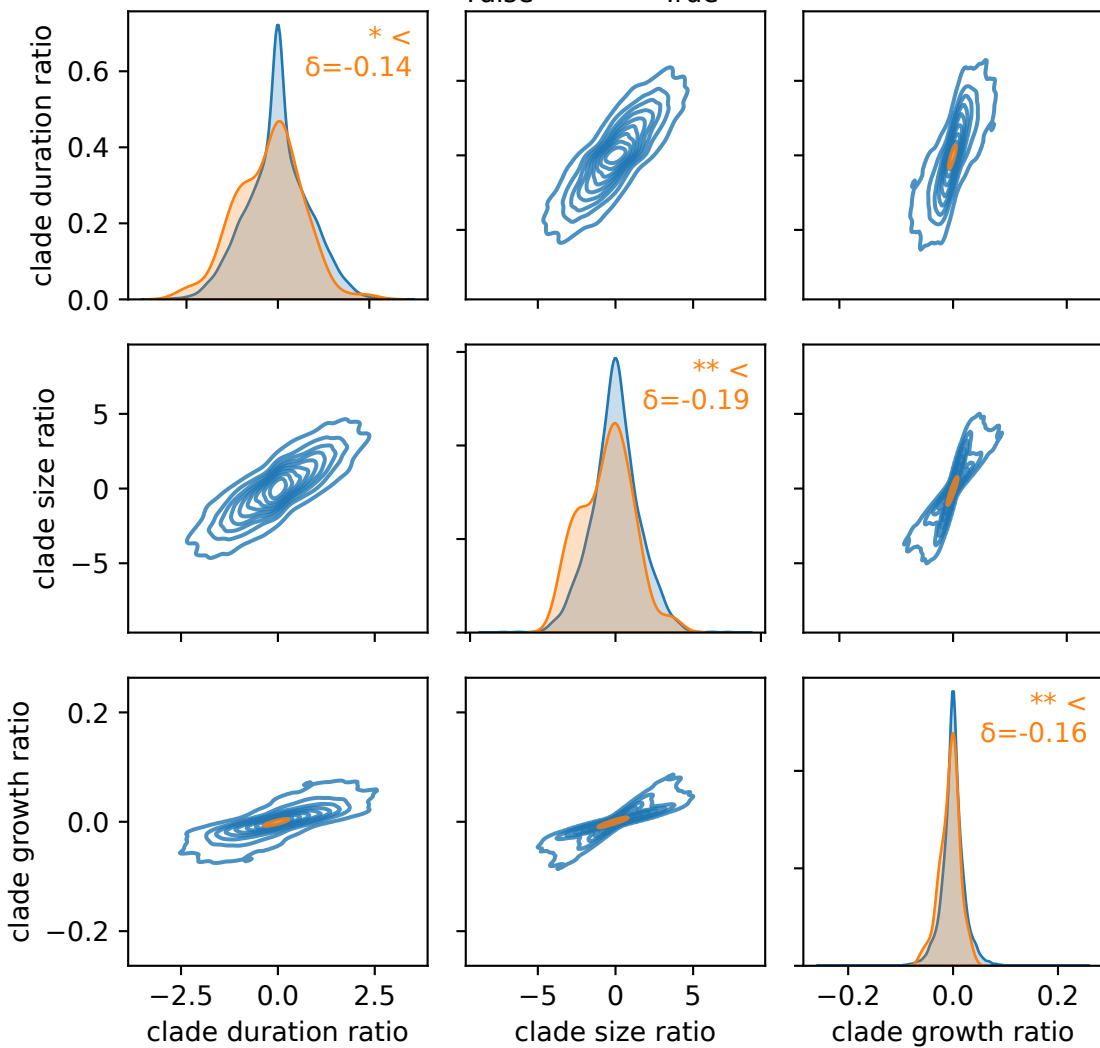 False True
* <
δ=-0.14
clade duration ratio
0.6
0.4
0.2
0.0
** <
δ=-0.19
clade size ratio
5
0
−5
** <
δ=-0.16
clade growth ratio
0.2
0.0
−0.2
−2.5 0.0 2.5
−5 0 5
−0.2 0.0 0.2
clade duration ratio
clade size ratio
clade growth ratio